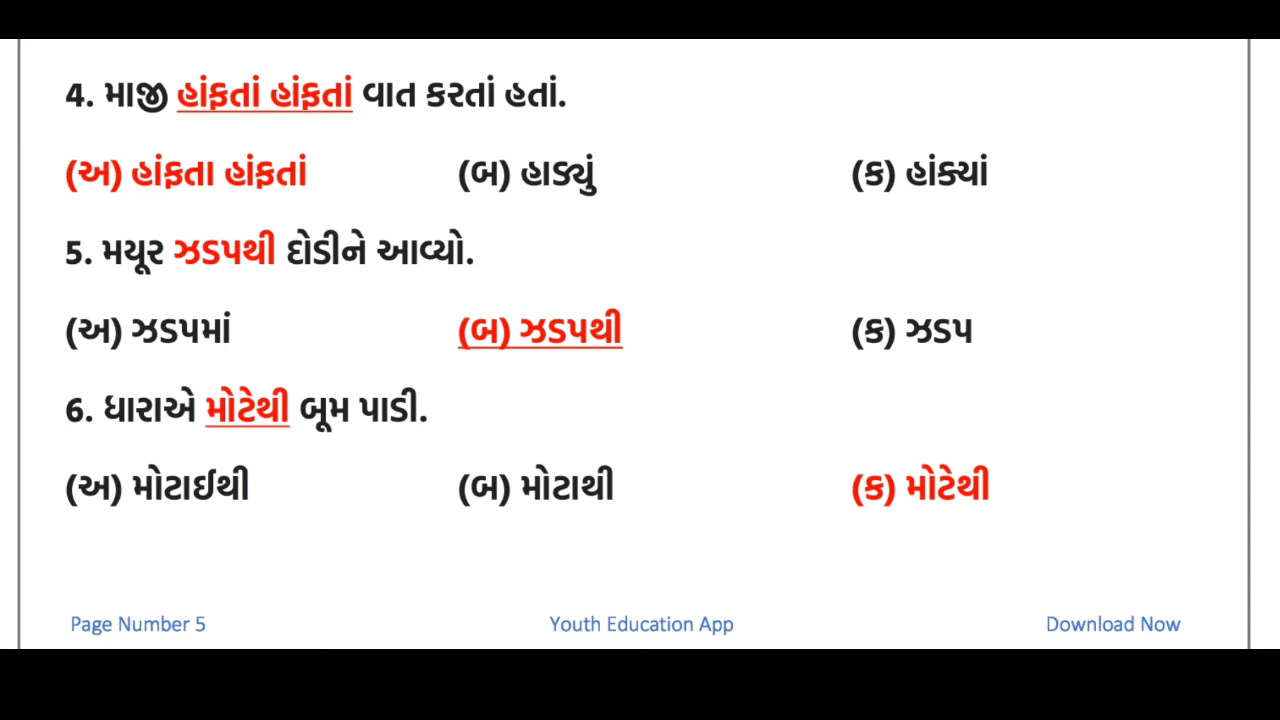 4. માજી હાંફતાં હાંફતાં વાત કરતાં હતાં.
(અ) હાંફતા હાંફતાં (બ) હાડ્યું (ક) હાંક્યાં
5. મયૂર ઝડપથી દોડીને આવ્યો.
(અ) ઝડપમાં (બ) ઝડપથી (ક) ઝડપ
6. ધારાએ મોટેથી બૂમ પાડી.
(અ) મોટાઈથી (બ) મોટાથી (ક) મોટેથી
Page Number 5 Youth Education App Download Now